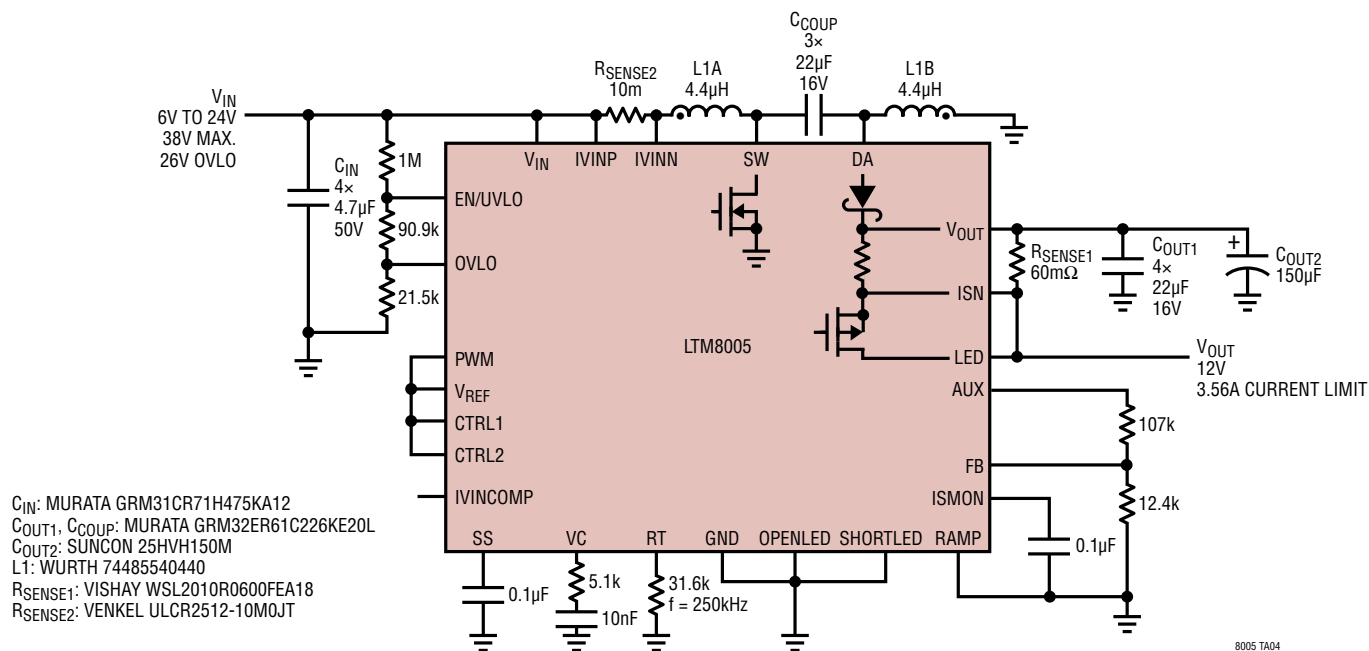 C_COUP
3×
22µF
16V
R_SENSE2
10m
L1A
4.4µH
L1B
4.4µH
V_IN
6V TO 24V
38V MAX.
26V OVLO
C_IN
4×
4.7µF
50V
1M
90.9k
21.5k
V_IN
IVINP
IVINN
SW
DA
EN/UVLO
OVLO
PWM
V_REF
CTRL1
CTRL2
IVINCOMP
LTM8005
V_OUT
ISN
LED
AUX
FB
ISMON
SS
VC
RT
GND
OPENLED
SHORTLED
RAMP
R_SENSE1
60mΩ
C_OUT1
4×
22µF
16V
+
C_OUT2
150µF
V_OUT
12V
3.56A CURRENT LIMIT
107k
12.4k
0.1µF
0.1µF
5.1k
10nF
31.6k
f = 250kHz
C_IN: MURATA GRM31CR71H475KA12
C_OUT1, C_COUP: MURATA GRM32ER61C226KE20L
C_OUT2: SUNCON 25HVH150M
L1: WURTH 74485540440
R_SENSE1: VISHAY WSL2010R0600FEA18
R_SENSE2: VENKEL ULCR2512-10M0JT
8005 TA04